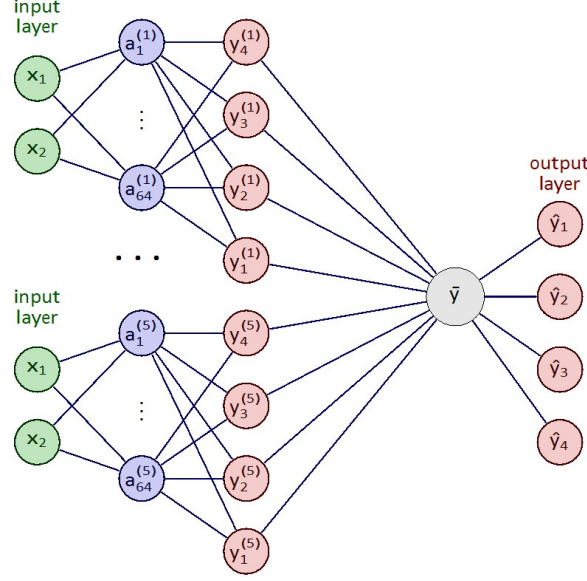 input
layer
x₁
x₂
a₁⁽¹⁾
⋮
a₆₄⁽¹⁾
y₄⁽¹⁾
y₃⁽¹⁾
y₂⁽¹⁾
y₁⁽¹⁾
...
input
layer
x₁
x₂
a₁⁽⁵⁾
⋮
a₆₄⁽⁵⁾
y₄⁽⁵⁾
y₃⁽⁵⁾
y₂⁽⁵⁾
y₁⁽⁵⁾
ȳ
output
layer
ŷ₁
ŷ₂
ŷ₃
ŷ₄